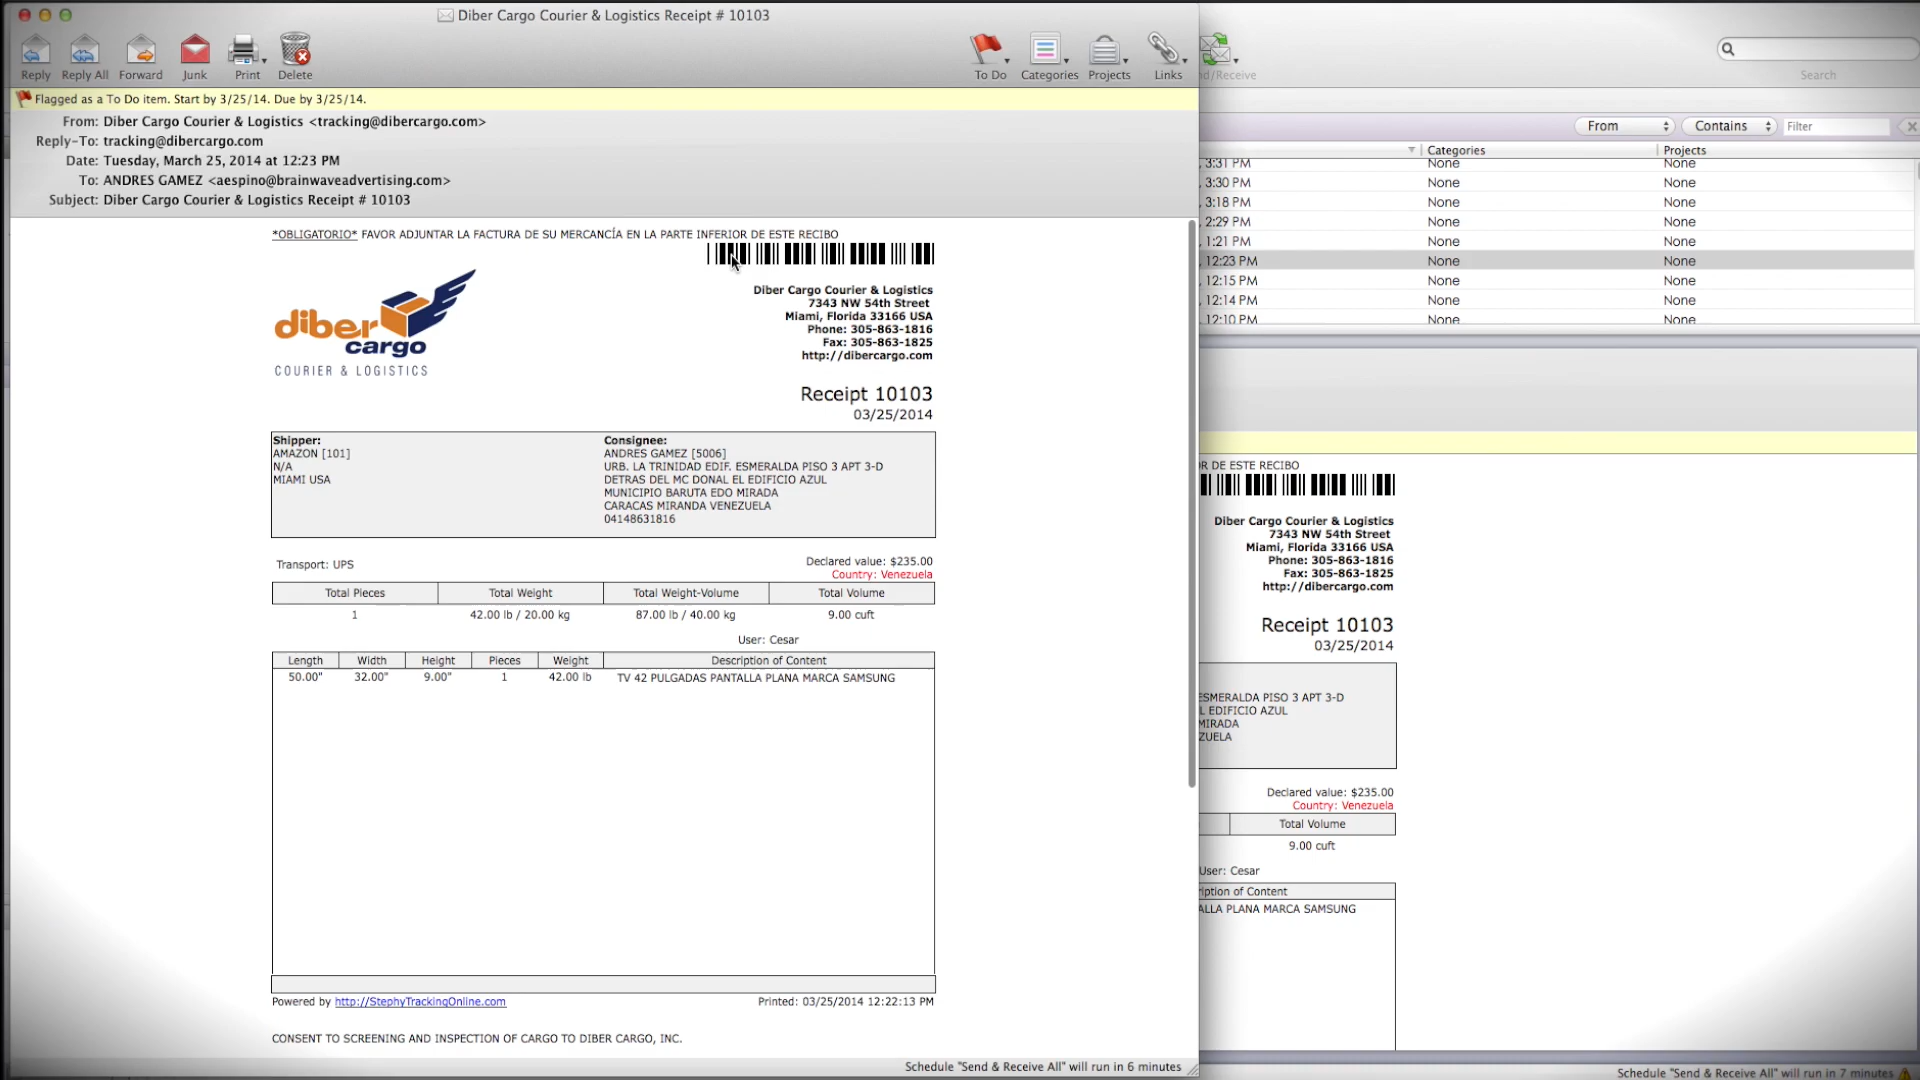 Diber Cargo Courier & Logistics Receipt # 10103
Reply
Reply All
Forward
Junk
Print
Delete
To Do
Categories
Projects
Links
d/Receive
Search
Flagged as a To Do item. Start by 3/25/14. Due by 3/25/14.
From: Diber Cargo Courier & Logistics <tracking@dibercargo.com>
Reply-To: tracking@dibercargo.com
Date: Tuesday, March 25, 2014 at 12:23 PM
To: ANDRES GAMEZ <aespino@brainwaveadvertising.com>
Subject: Diber Cargo Courier & Logistics Receipt # 10103
*OBLIGATORIO* FAVOR ADJUNTAR LA FACTURA DE SU MERCANCÍA EN LA PARTE INFERIOR DE ESTE RECIBO
diber
cargo
COURIER & LOGISTICS
Diber Cargo Courier & Logistics
7343 NW 54th Street
Miami, Florida 33166 USA
Phone: 305-863-1816
Fax: 305-863-1825
http://dibercargo.com
Receipt 10103
03/25/2014
Shipper:
AMAZON [101]
N/A
MIAMI USA
Consignee:
ANDRES GAMEZ [5006]
URB. LA TRINIDAD EDIF. ESMERALDA PISO 3 APT 3-D
DETRAS DEL MC DONAL EL EDIFICIO AZUL
MUNICIPIO BARUTA EDO MIRADA
CARACAS MIRANDA VENEZUELA
04148631816
Transport: UPS
Declared value: $235.00
Country: Venezuela
Total Pieces Total Weight Total Weight-Volume Total Volume
1 42.00 lb / 20.00 kg 87.00 lb / 40.00 kg 9.00 cuft
User: Cesar
Length Width Height Pieces Weight Description of Content
50.00" 32.00" 9.00" 1 42.00 lb TV 42 PULGADAS PANTALLA PLANA MARCA SAMSUNG
Powered by http://StephyTrackingOnline.com
Printed: 03/25/2014 12:22:13 PM
CONSENT TO SCREENING AND INSPECTION OF CARGO TO DIBER CARGO, INC.
Schedule "Send & Receive All" will run in 6 minutes
From Contains Filter
Categories Projects
, 3:31 PM None None
, 3:30 PM None None
, 3:18 PM None None
, 2:29 PM None None
, 1:21 PM None None
, 12:23 PM None None
, 12:15 PM None None
, 12:14 PM None None
, 12:10 PM None None
R DE ESTE RECIBO
Diber Cargo Courier & Logistics
7343 NW 54th Street
Miami, Florida 33166 USA
Phone: 305-863-1816
Fax: 305-863-1825
http://dibercargo.com
Receipt 10103
03/25/2014
ESMERALDA PISO 3 APT 3-D
L EDIFICIO AZUL
MIRADA
ZUELA
Declared value: $235.00
Country: Venezuela
Total Volume
9.00 cuft
User: Cesar
ription of Content
ALLA PLANA MARCA SAMSUNG
Schedule "Send & Receive All" will run in 7 minutes